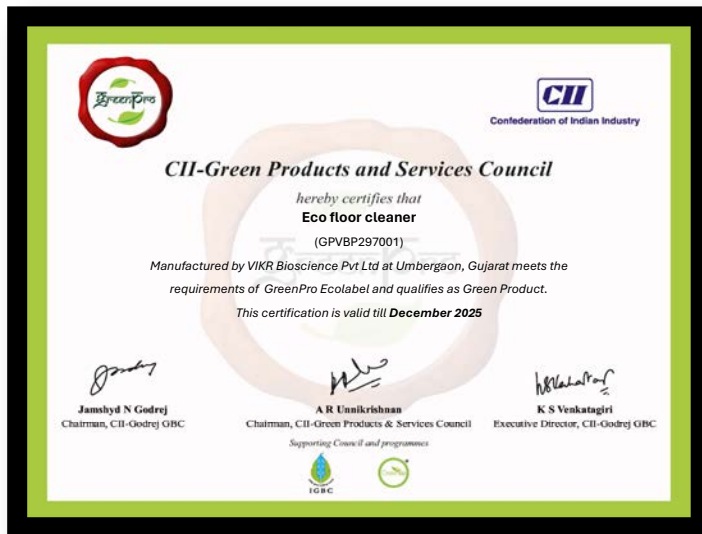 GreenPro
CII
Confederation of Indian Industry
CII-Green Products and Services Council
hereby certifies that
Eco floor cleaner
(GPVBP297001)
Manufactured by VIKR Bioscience Pvt Ltd at Umbergaon, Gujarat meets the
requirements of GreenPro Ecolabel and qualifies as Green Product.
This certification is valid till December 2025
Jamshyd N Godrej
Chairman, CII-Godrej GBC
A R Unnikrishnan
Chairman, CII-Green Products & Services Council
K S Venkatagiri
Executive Director, CII-Godrej GBC
Supporting Council and programmes
IGBC